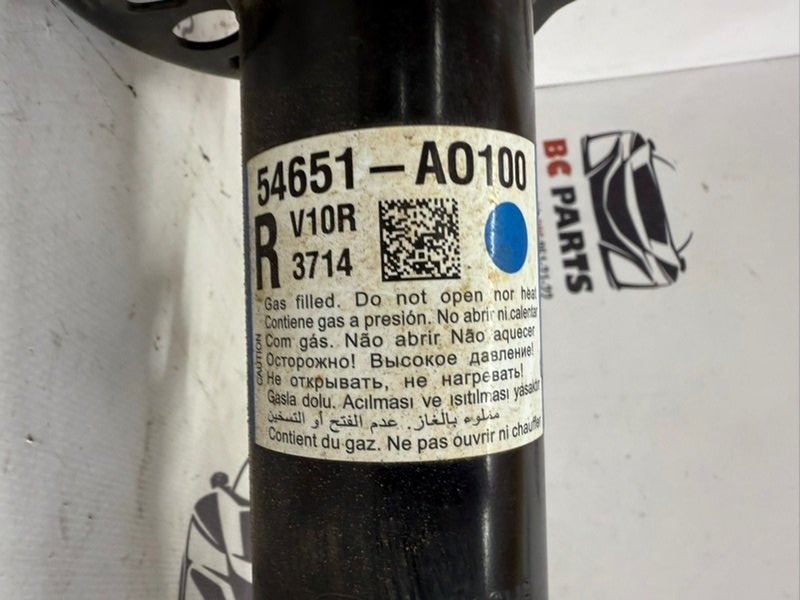 54651-A0100
R
V10R
3714
CAUTION
Gas filled. Do not open nor heat
Contiene gas a presión. No abrir ni calentar
Com gás. Não abrir Não aquecer
Осторожно! Высокое давление!
Не открывать, не нагревать!
Gasla dolu. Acılması ve ısıtılması yasaktır
مملوء بالغاز. عدم الفتح أو التسخين
Contient du gaz. Ne pas ouvrir ni chauffer
BC PARTS